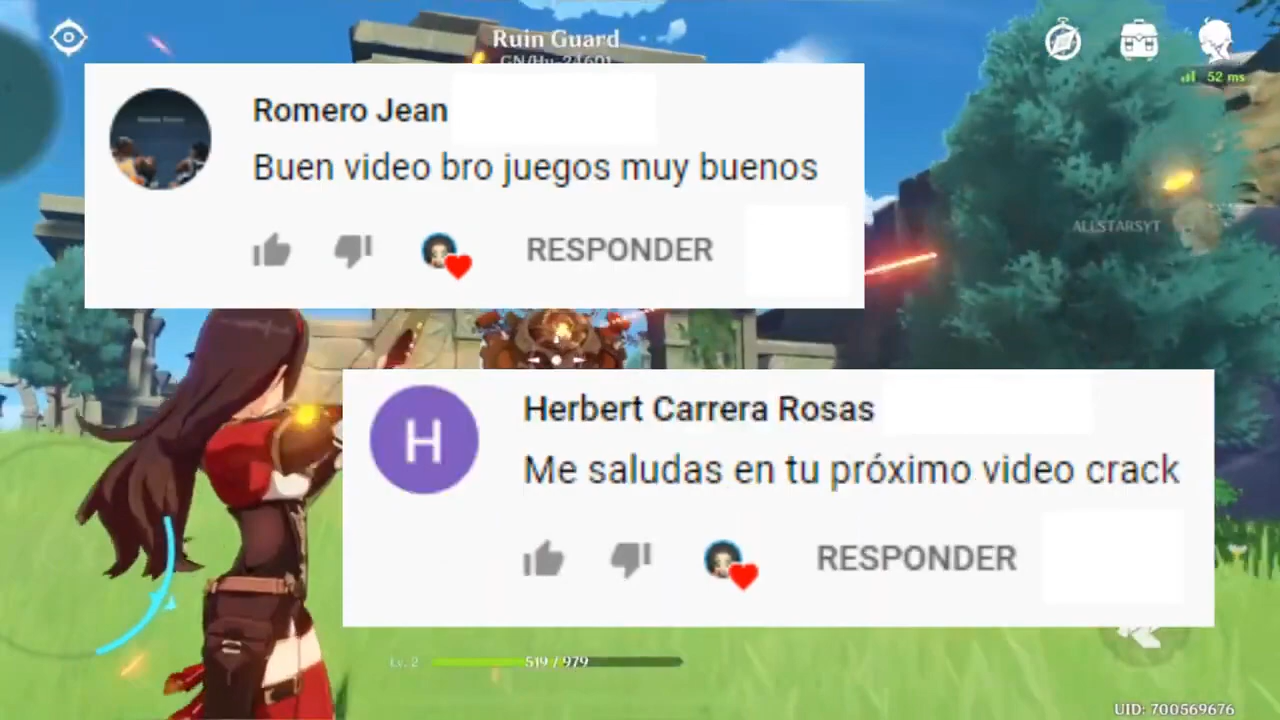 Ruin Guard
52 ms
Romero Jean
Buen video bro juegos muy buenos
RESPONDER
ALLSTARSYT
H
Herbert Carrera Rosas
Me saludas en tu próximo video crack
RESPONDER
Lv. 2
519 / 979
UID: 700569676